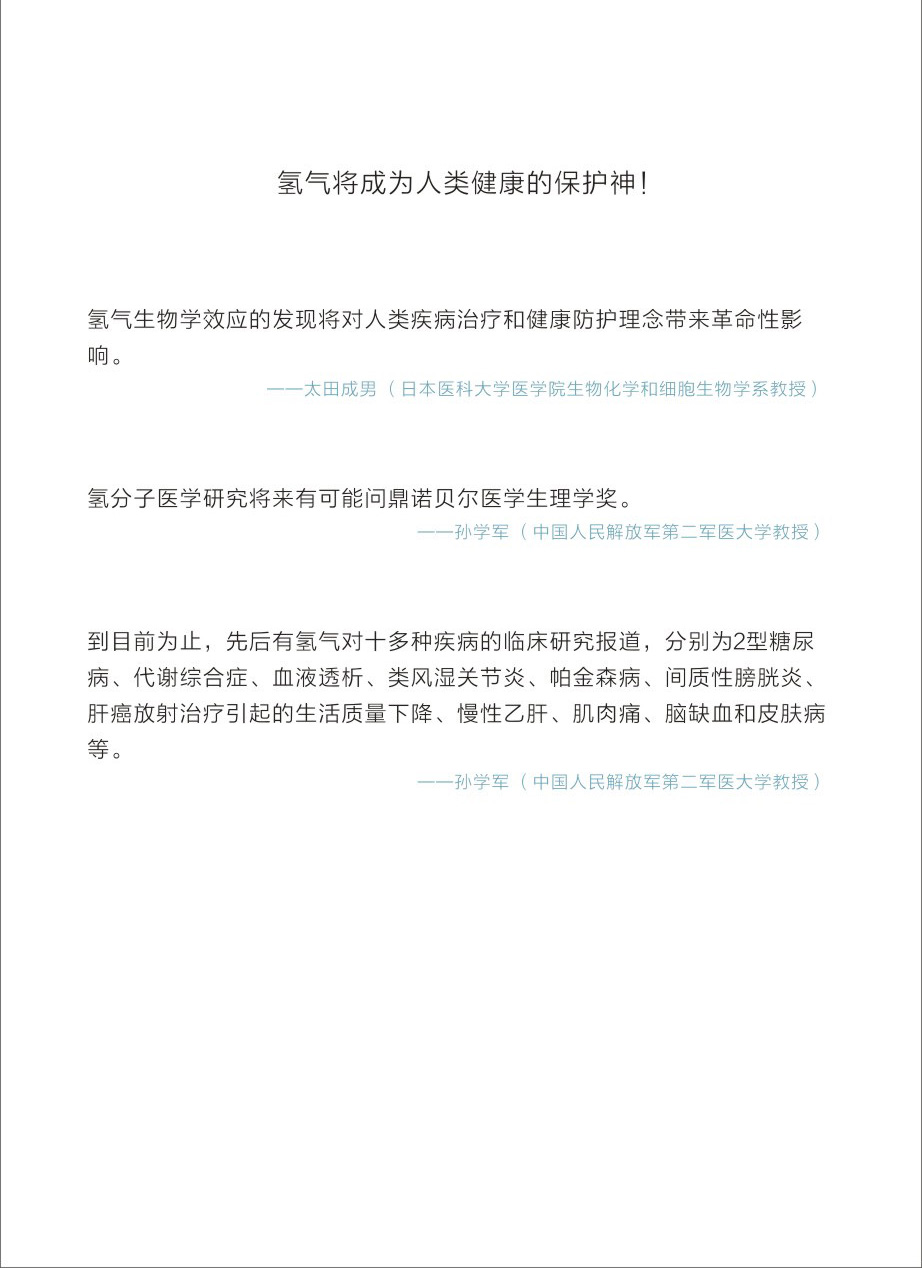 氢气将成为人类健康的保护神！
氢气生物学效应的发现将对人类疾病治疗和健康防护理念带来革命性影
响。
——太田成男（日本医科大学医学院生物化学和细胞生物学系教授）
氢分子医学研究将来有可能问鼎诺贝尔医学生理学奖。
——孙学军（中国人民解放军第二军医大学教授）
到目前为止，先后有氢气对十多种疾病的临床研究报道，分别为2型糖尿
病、代谢综合症、血液透析、类风湿关节炎、帕金森病、间质性膀胱炎、
肝癌放射治疗引起的生活质量下降、慢性乙肝、肌肉痛、脑缺血和皮肤病
等。
——孙学军（中国人民解放军第二军医大学教授）